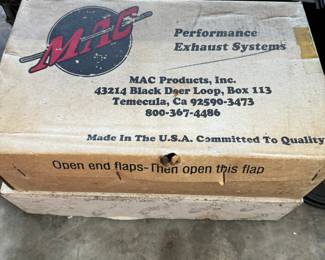 MAC
Performance
Exhaust Systems
MAC Products, Inc.
43214 Black Deer Loop, Box 113
Temecula, Ca 92590-3473
800-367-4486
Made In The U.S.A. Committed To Quality
Open end flaps-Then open this flap